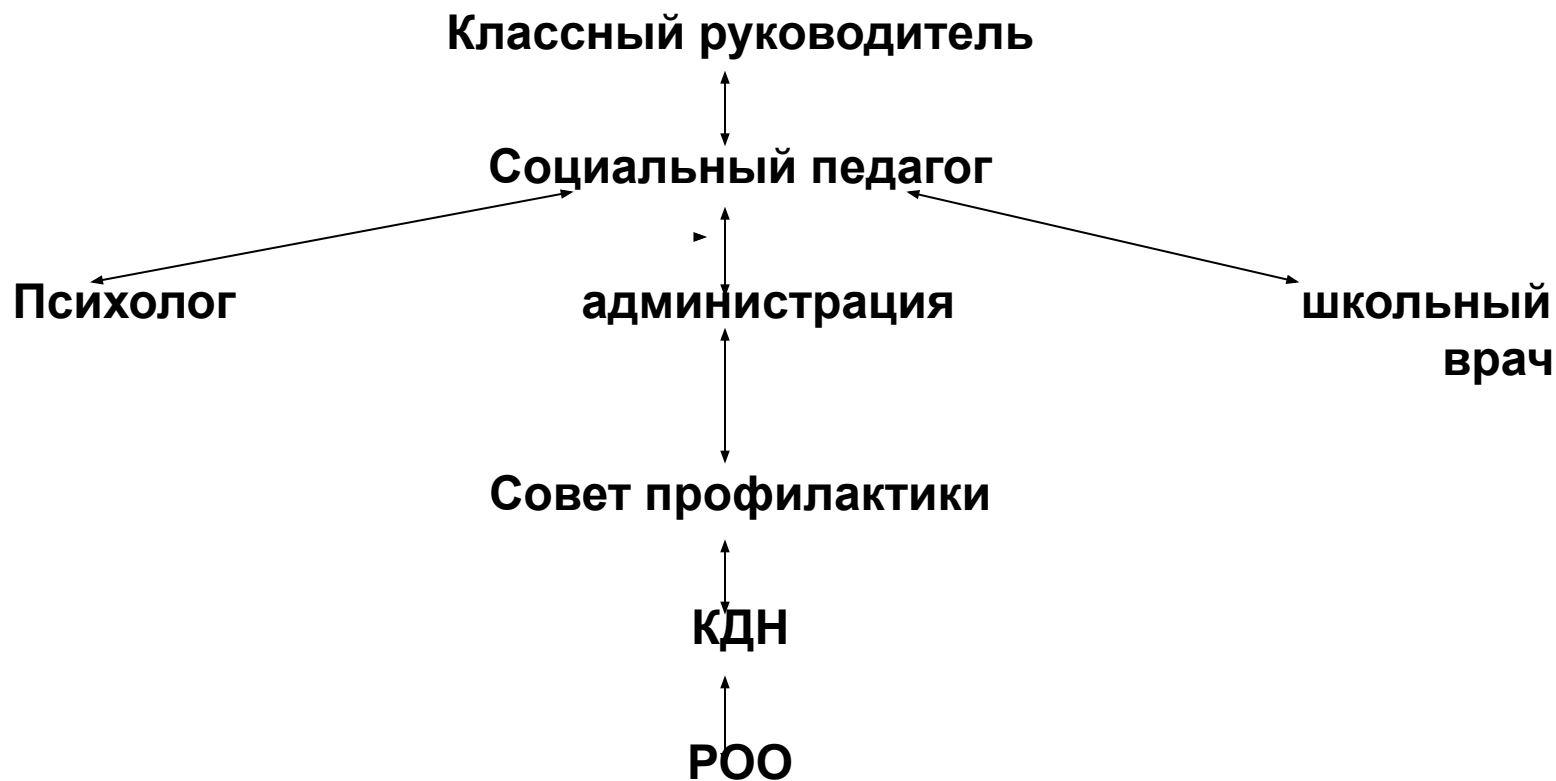 Классный руководитель
Социальный педагог
Психолог администрация школьный
врач
Совет профилактики
КДН
РОО